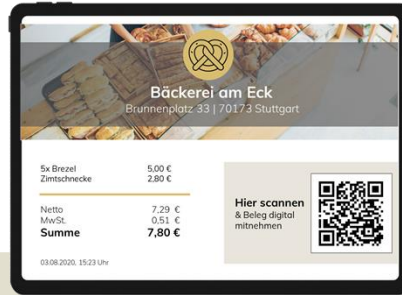 Bäckerei am Eck
Brunnenplatz 33 | 70173 Stuttgart
5x Brezel 5,00 €
Zimtschnecke 2,80 €
Netto 7,29 €
MwSt. 0,51 €
Summe 7,80 €
03.08.2020, 15:23 Uhr
Hier scannen
& Beleg digital
mitnehmen